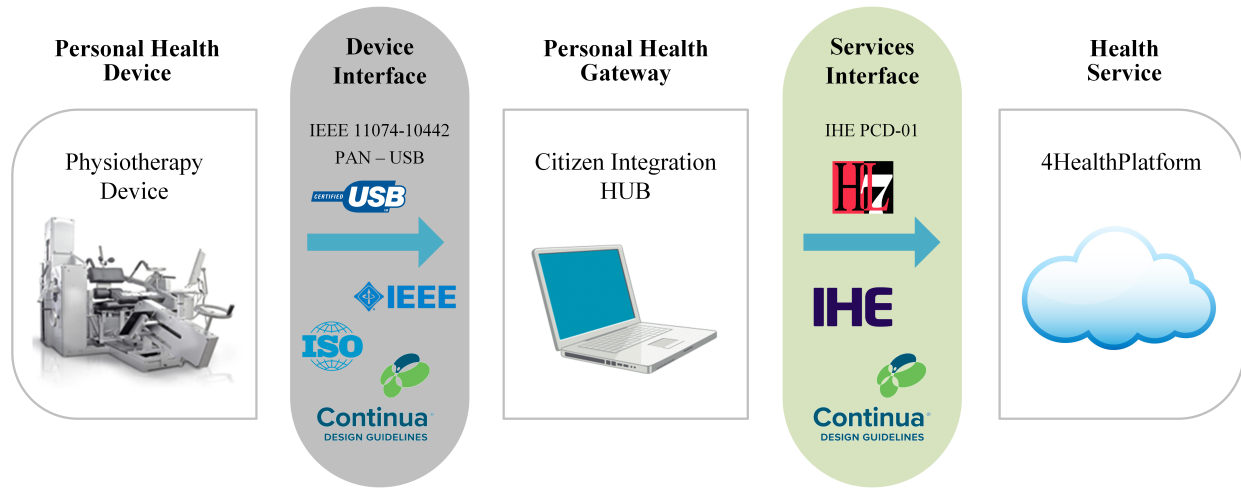 Personal Health
Device
Device
Interface
Personal Health
Gateway
Services
Interface
Health
Service
Physiotherapy
Device
IEEE 11074-10442
PAN – USB
CERTIFIED USB™
IEEE
ISO
Continua
DESIGN GUIDELINES
Citizen Integration
HUB
IHE PCD-01
HL7
IHE
Continua®
DESIGN GUIDELINES
4HealthPlatform